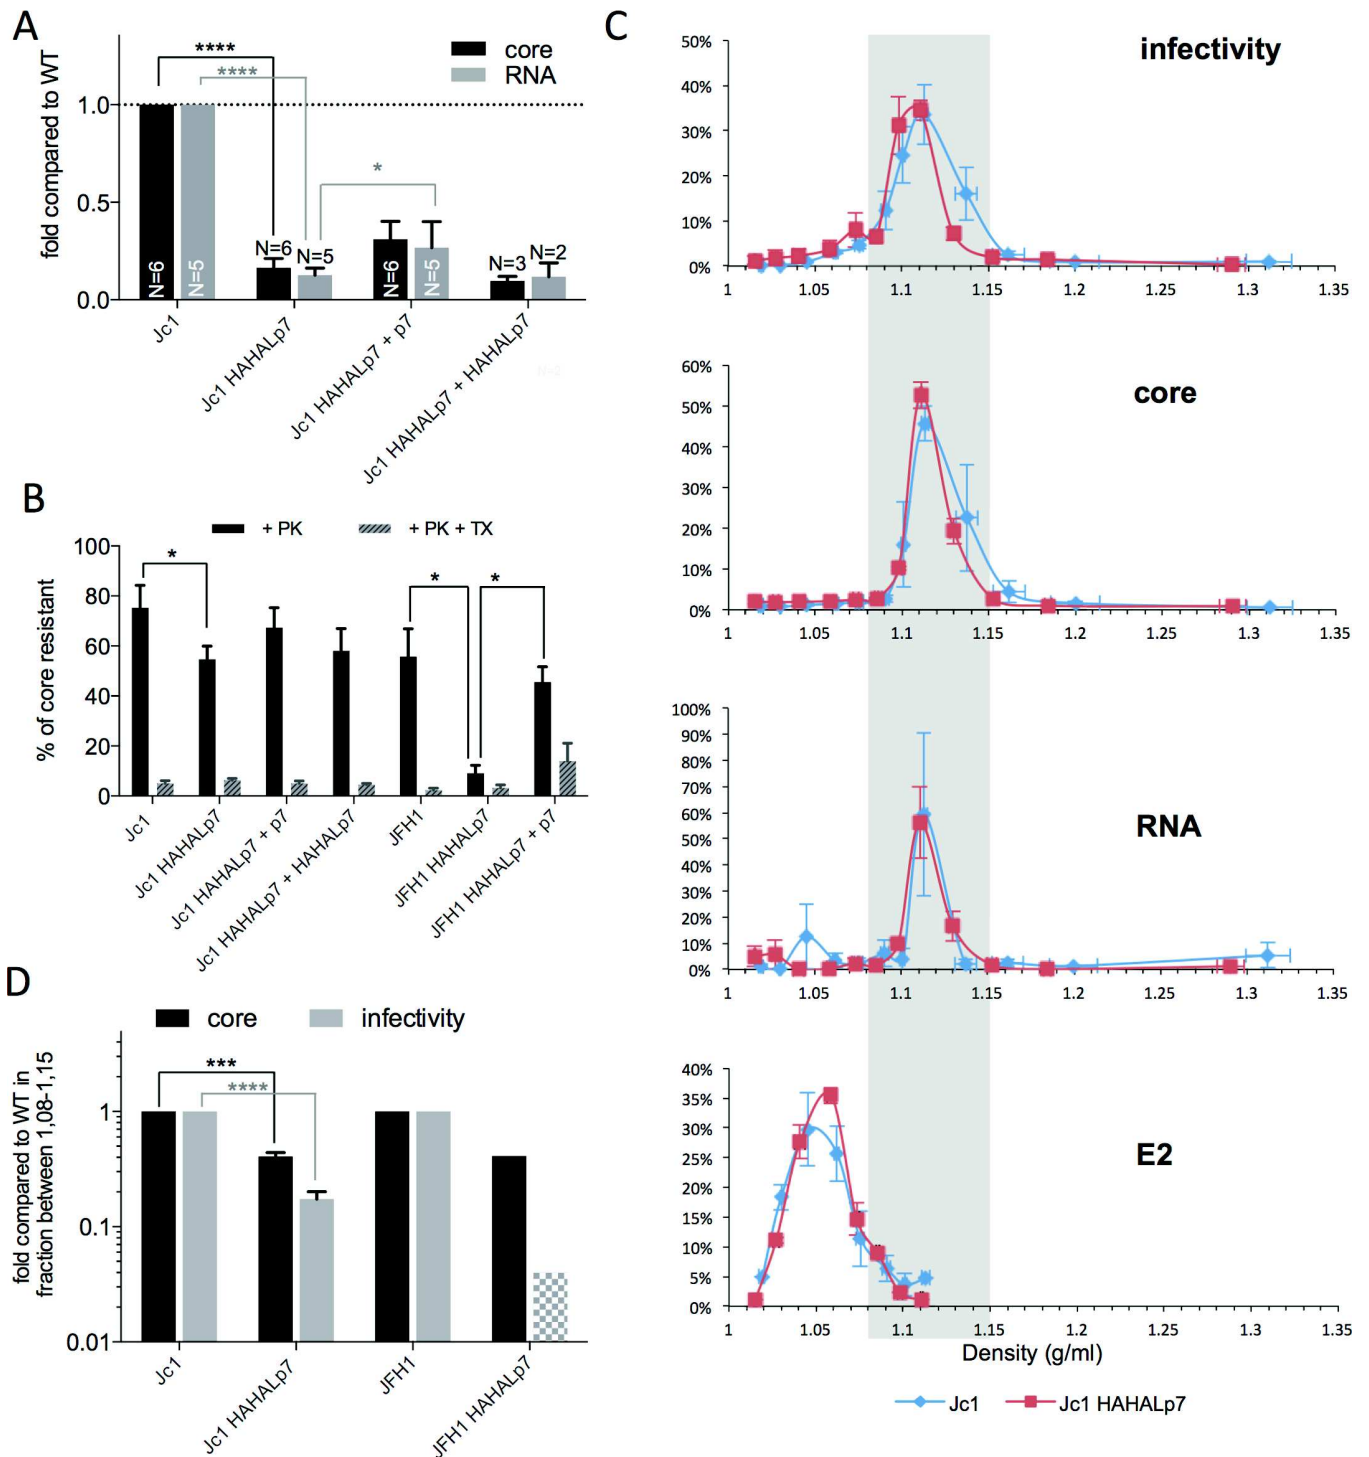 A
fold compared to WT
1.0
0.5
0.0
****
****
*
core
RNA
N=6
N=5
N=6
N=5
N=6
N=5
N=3
N=2
Jc1
Jc1 HAHALp7
Jc1 HAHALp7 + p7
Jc1 HAHALp7 + HAHALp7
B
+ PK
+ PK + TX
% of core resistant
100
80
60
40
20
0
*
*
*
Jc1
Jc1 HAHALp7
Jc1 HAHALp7 + p7
Jc1 HAHALp7 + HAHALp7
JFH1
JFH1 HAHALp7
JFH1 HAHALp7 + p7
D
core
infectivity
fold compared to WT in
fraction between 1,08-1,15
1
0.1
0.01
***
****
Jc1
Jc1 HAHALp7
JFH1
JFH1 HAHALp7
C
infectivity
50%
40%
30%
20%
10%
0%
1 1.05 1.1 1.15 1.2 1.25 1.3 1.35
core
60%
50%
40%
30%
20%
10%
0%
1 1.05 1.1 1.15 1.2 1.25 1.3 1.35
RNA
100%
90%
80%
70%
60%
50%
40%
30%
20%
10%
0%
1 1.05 1.1 1.15 1.2 1.25 1.3 1.35
E2
40%
35%
30%
25%
20%
15%
10%
5%
0%
1 1.05 1.1 1.15 1.2 1.25 1.3 1.35
Density (g/ml)
Jc1
Jc1 HAHALp7